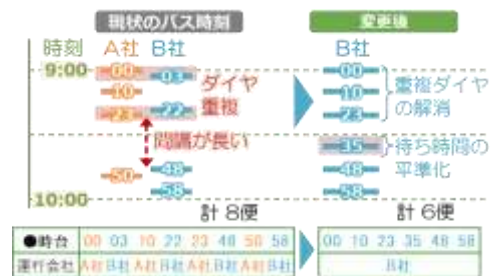 現状のバス時刻
変更後
時刻 A社 B社
B社
9:00
00
03
10
22
23
48
50
58
ダイヤ
重複
間隔が長い
10:00
計 8便
00
10
23
35
48
58
重複ダイヤ
の解消
待ち時間の
平準化
計 6便
●時台 00 03 10 22 23 48 50 58
00 10 23 35 48 58
運行会社 A社 B社 A社 B社 A社 B社 A社 B社
B社